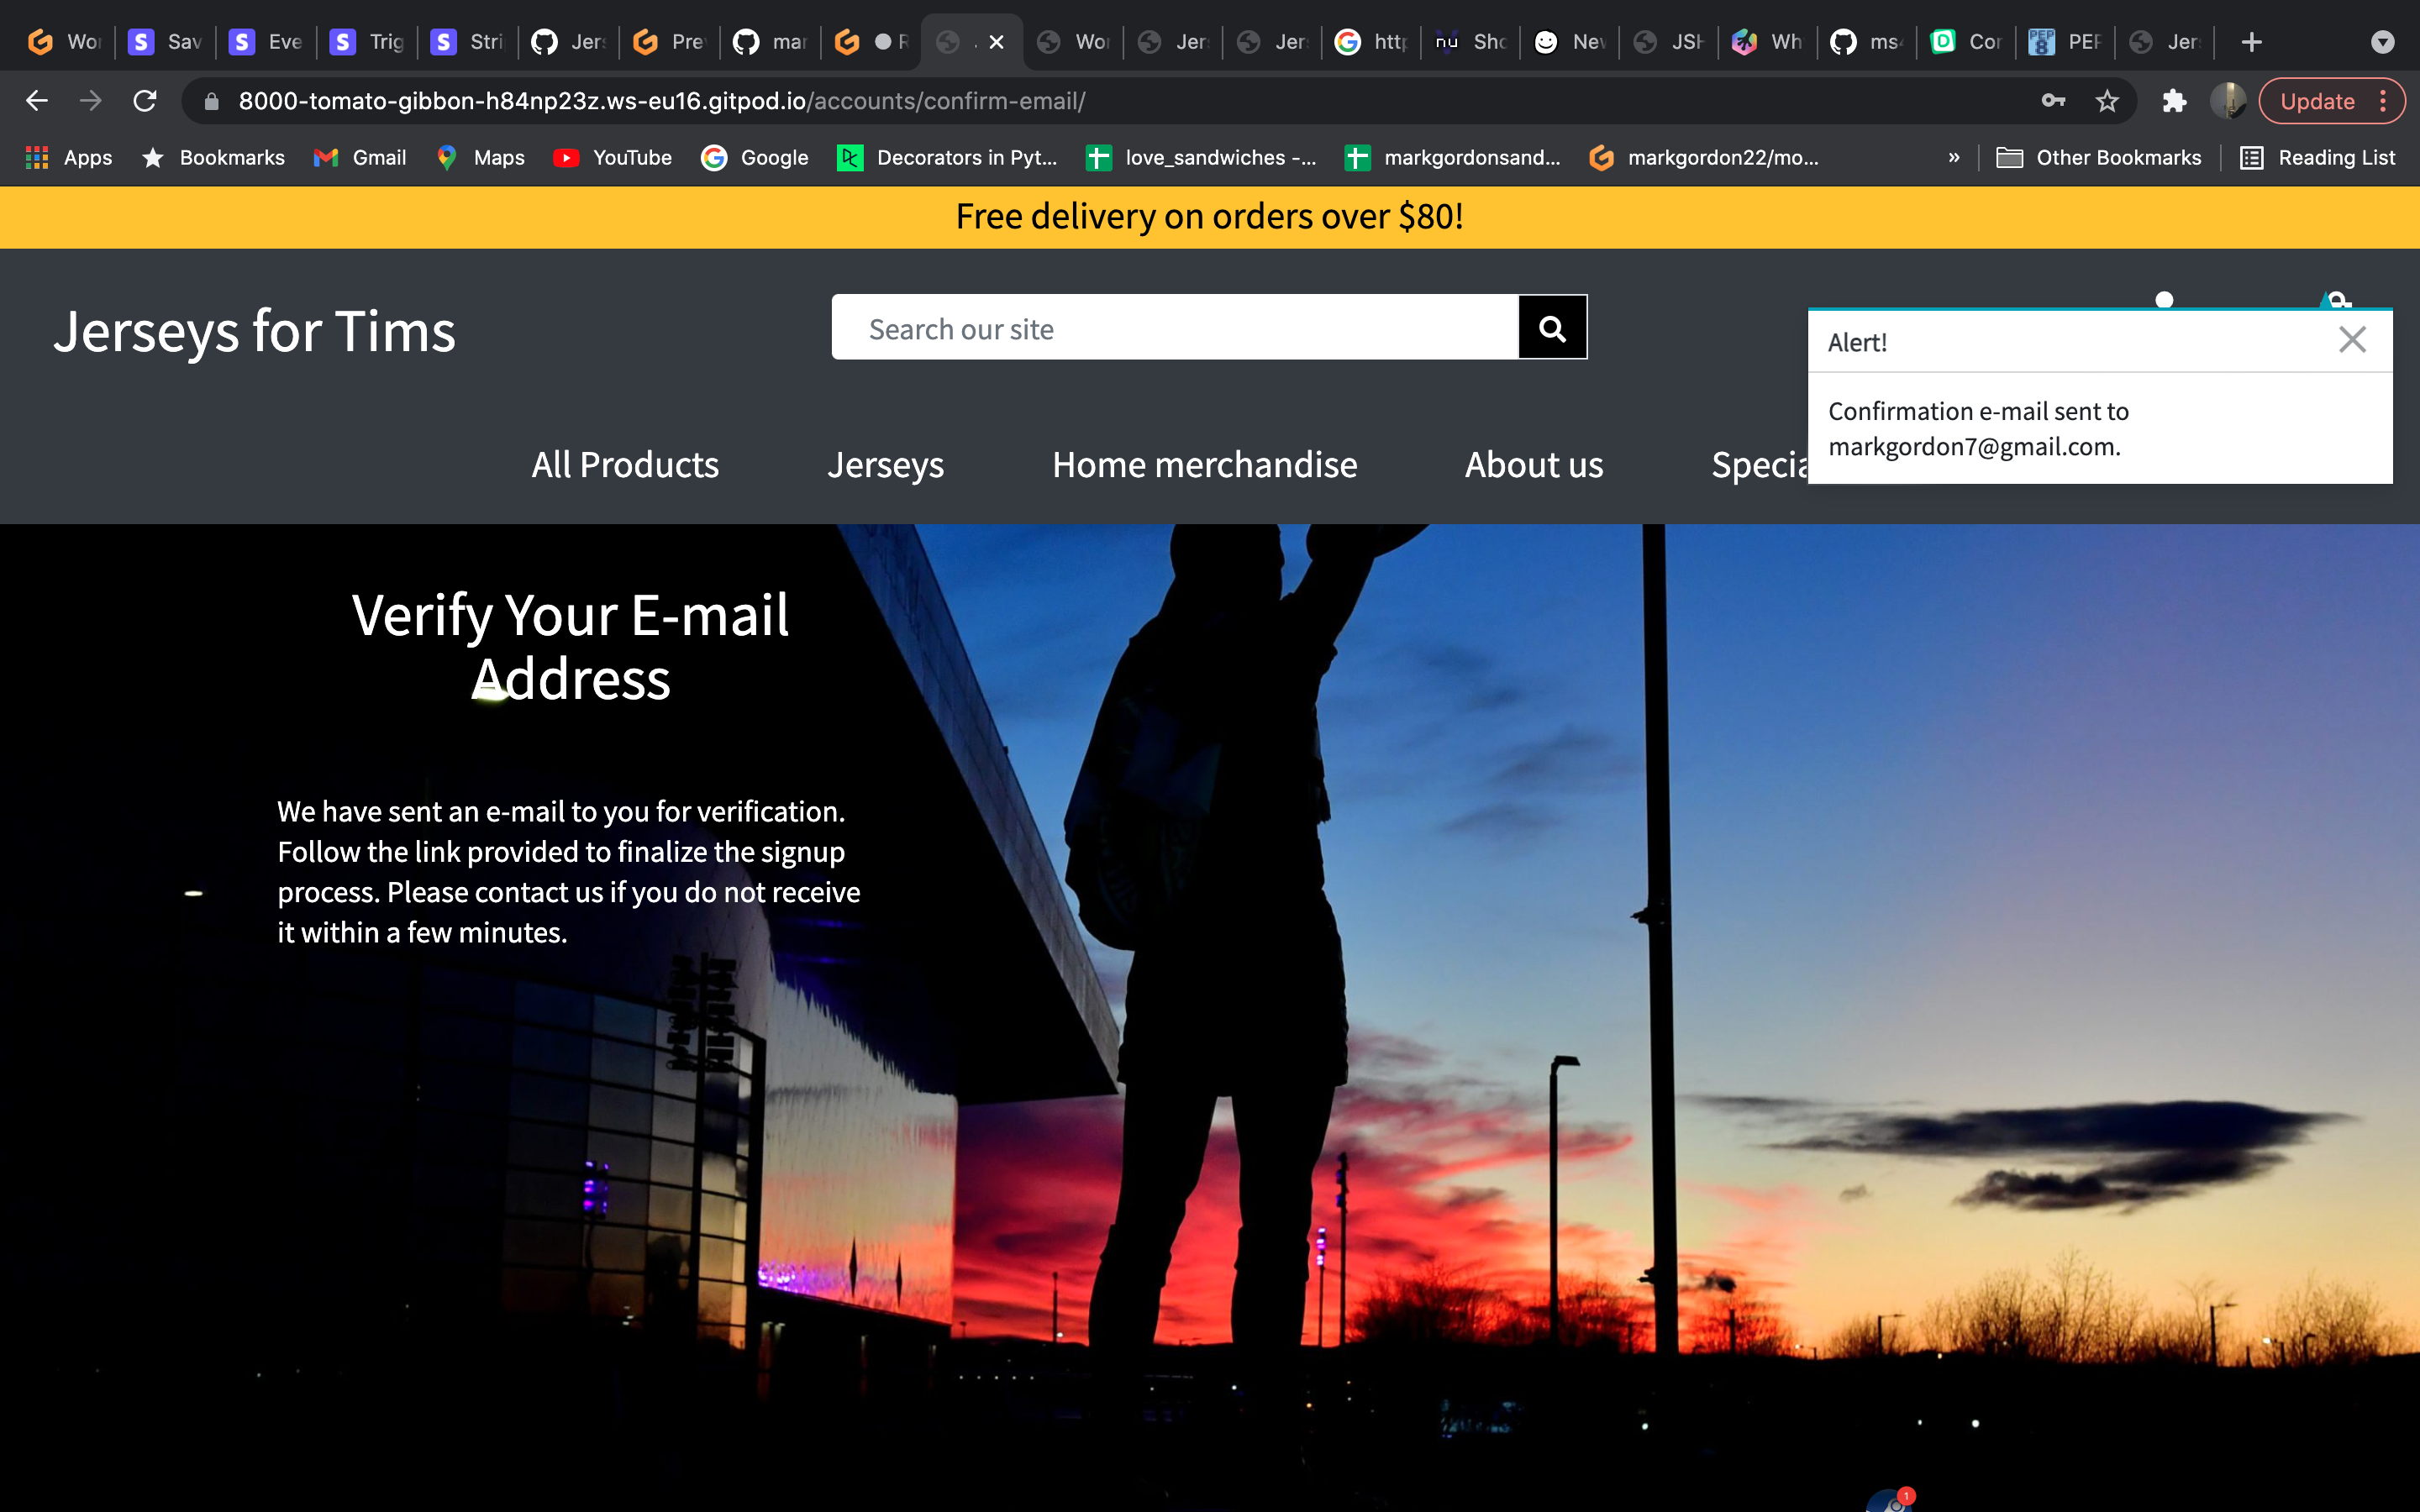 Wor
Sav
Eve
Trig
Stri
Jer
Pre
mar
Wor
Jer
Jer
http
Sho
Nev
JSH
Wh
ms
Cor
PEP
Jer
8000-tomato-gibbon-h84np23z.ws-eu16.gitpod.io/accounts/confirm-email/
Update
Apps
Bookmarks
Gmail
Maps
YouTube
Google
Decorators in Pyt...
love_sandwiches -...
markgordonsand...
markgordon22/mo...
»
Other Bookmarks
Reading List
Free delivery on orders over $80!
Jerseys for Tims
Search our site
Alert!
Confirmation e-mail sent to
markgordon7@gmail.com.
All Products
Jerseys
Home merchandise
About us
Specia
Verify Your E-mail
Address
We have sent an e-mail to you for verification.
Follow the link provided to finalize the signup
process. Please contact us if you do not receive
it within a few minutes.
1